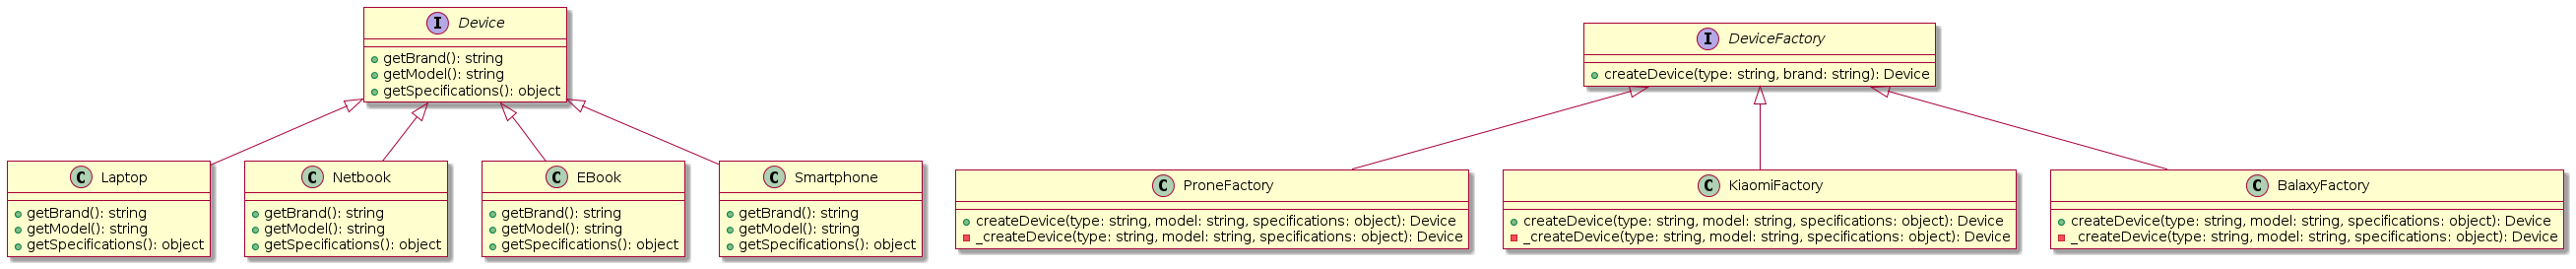 Device
getBrand(): string
getModel(): string
getSpecifications(): object
DeviceFactory
createDevice(type: string, brand: string): Device
Laptop
getBrand(): string
getModel(): string
getSpecifications(): object
Netbook
getBrand(): string
getModel(): string
getSpecifications(): object
EBook
getBrand(): string
getModel(): string
getSpecifications(): object
Smartphone
getBrand(): string
getModel(): string
getSpecifications(): object
ProneFactory
createDevice(type: string, model: string, specifications: object): Device
_createDevice(type: string, model: string, specifications: object): Device
KiaomiFactory
createDevice(type: string, model: string, specifications: object): Device
_createDevice(type: string, model: string, specifications: object): Device
BalaxyFactory
createDevice(type: string, model: string, specifications: object): Device
_createDevice(type: string, model: string, specifications: object): Device